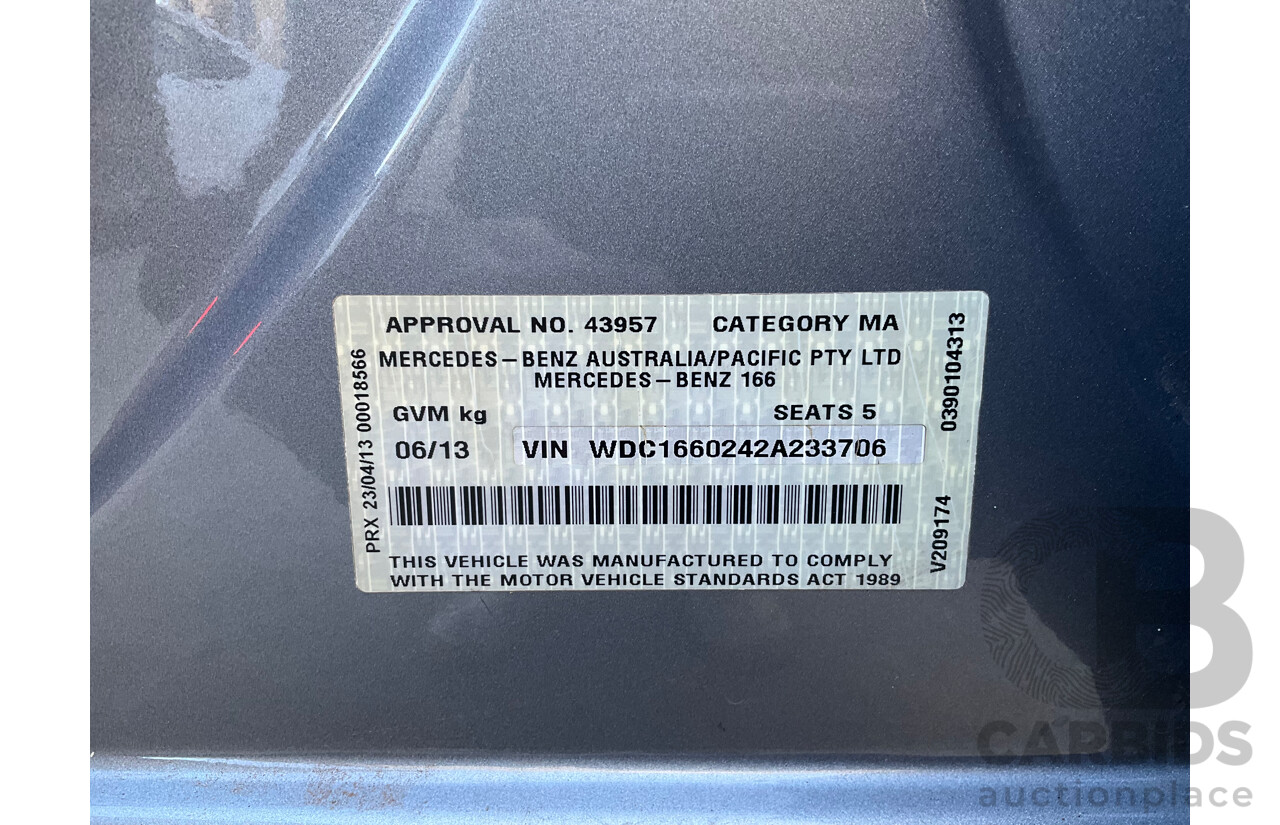 APPROVAL NO. 43957 CATEGORY MA
MERCEDES-BENZ AUSTRALIA/PACIFIC PTY LTD
MERCEDES-BENZ 166
GVM kg SEATS 5
06/13 VIN WDC1660242A233706
THIS VEHICLE WAS MANUFACTURED TO COMPLY
WITH THE MOTOR VEHICLE STANDARDS ACT 1989
PRX 23/04/13 00018566
V209174 0390104313
CB
CARBIDS
auctionplace